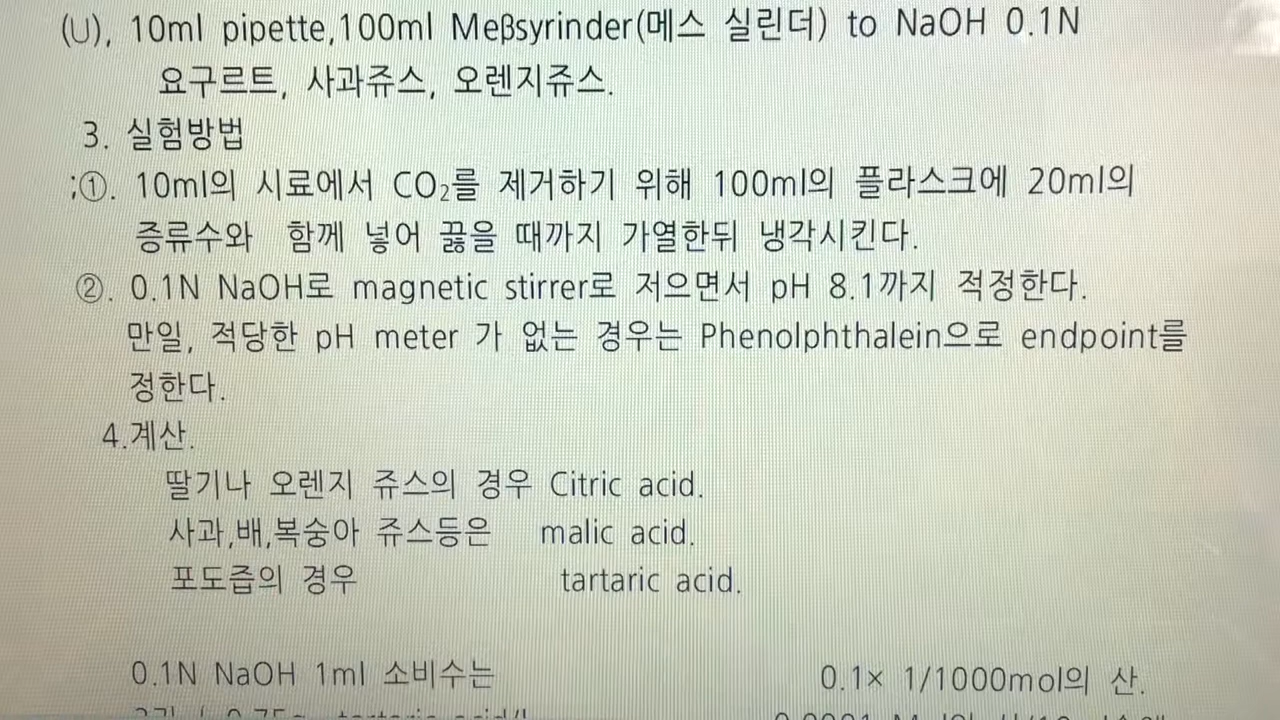 (U), 10ml pipette,100ml Meβsyrinder(메스 실린더) to NaOH 0.1N
요구르트, 사과쥬스, 오렌지쥬스.
3. 실험방법
;①. 10ml의 시료에서 CO₂를 제거하기 위해 100ml의 플라스크에 20ml의
증류수와 함께 넣어 끓을 때까지 가열한뒤 냉각시킨다.
②. 0.1N NaOH로 magnetic stirrer로 저으면서 pH 8.1까지 적정한다.
만일, 적당한 pH meter 가 없는 경우는 Phenolphthalein으로 endpoint를
정한다.
4.계산.
딸기나 오렌지 쥬스의 경우 Citric acid.
사과,배,복숭아 쥬스등은 malic acid.
포도즙의 경우 tartaric acid.
0.1N NaOH 1ml 소비수는 0.1× 1/1000mol의 산.